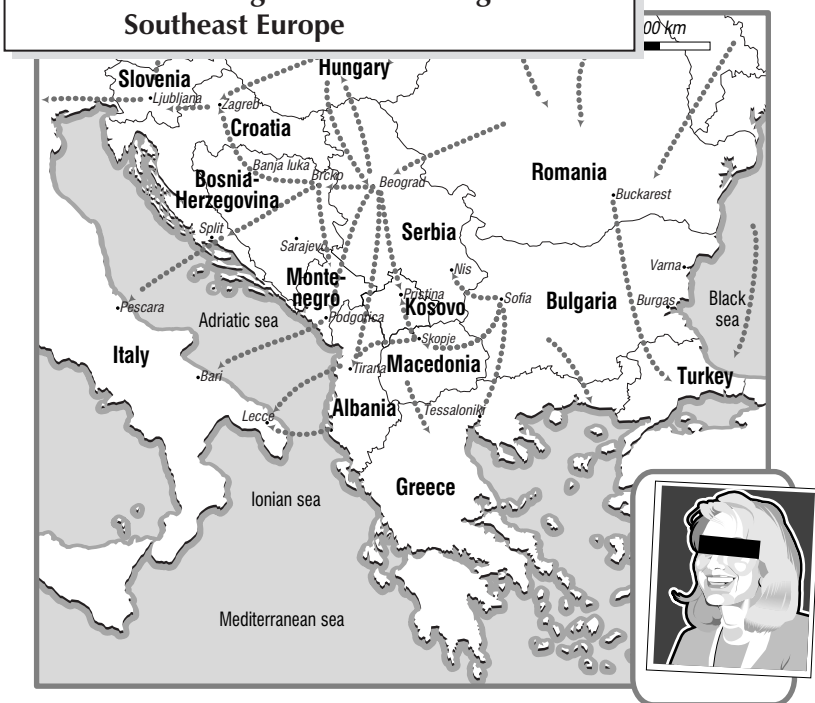 Southeast Europe
00 km
Hungary
Slovenia
Ljubljana
Zagreb
Croatia
Banja luka
Brcko
Beograd
Romania
Bosnia-
Herzegovina
Buckarest
Split
Serbia
Sarajevo
Varna
Nis
Monte-
negro
Pristina
Sofia
Bulgaria
Burgas
Black
sea
Kosovo
Pescara
Adriatic sea
Podgorica
Skopje
Italy
Macedonia
Tirana
Bari
Turkey
Albania
Tessaloniki
Lecce
Greece
Ionian sea
Mediterranean sea